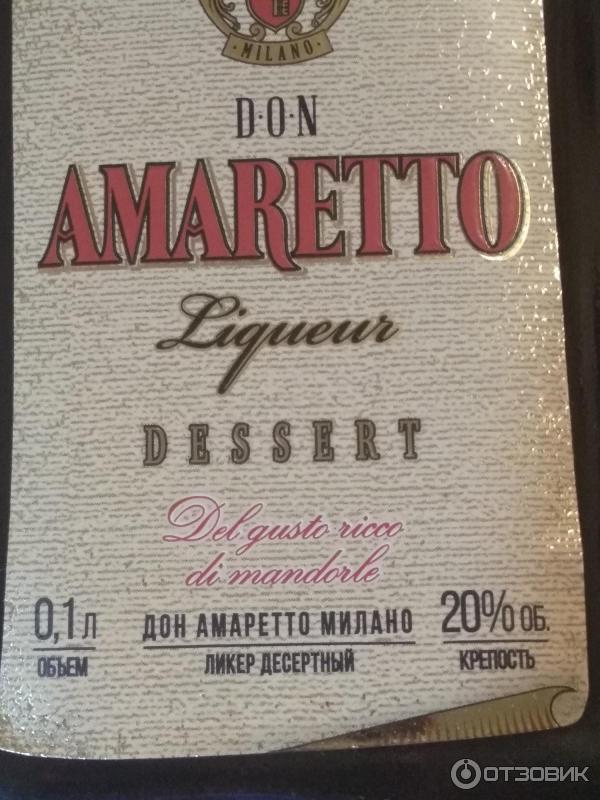 ·MILANO·
D·O·N
AMARETTO
Liqueur
DESSERT
Del gusto ricco
di mandorle
0,1 Л
ОБЪЕМ
ДОН АМАРЕТТО МИЛАНО
ЛИКЕР ДЕСЕРТНЫЙ
20% ОБ.
КРЕПОСТЬ
ОТЗОВИК